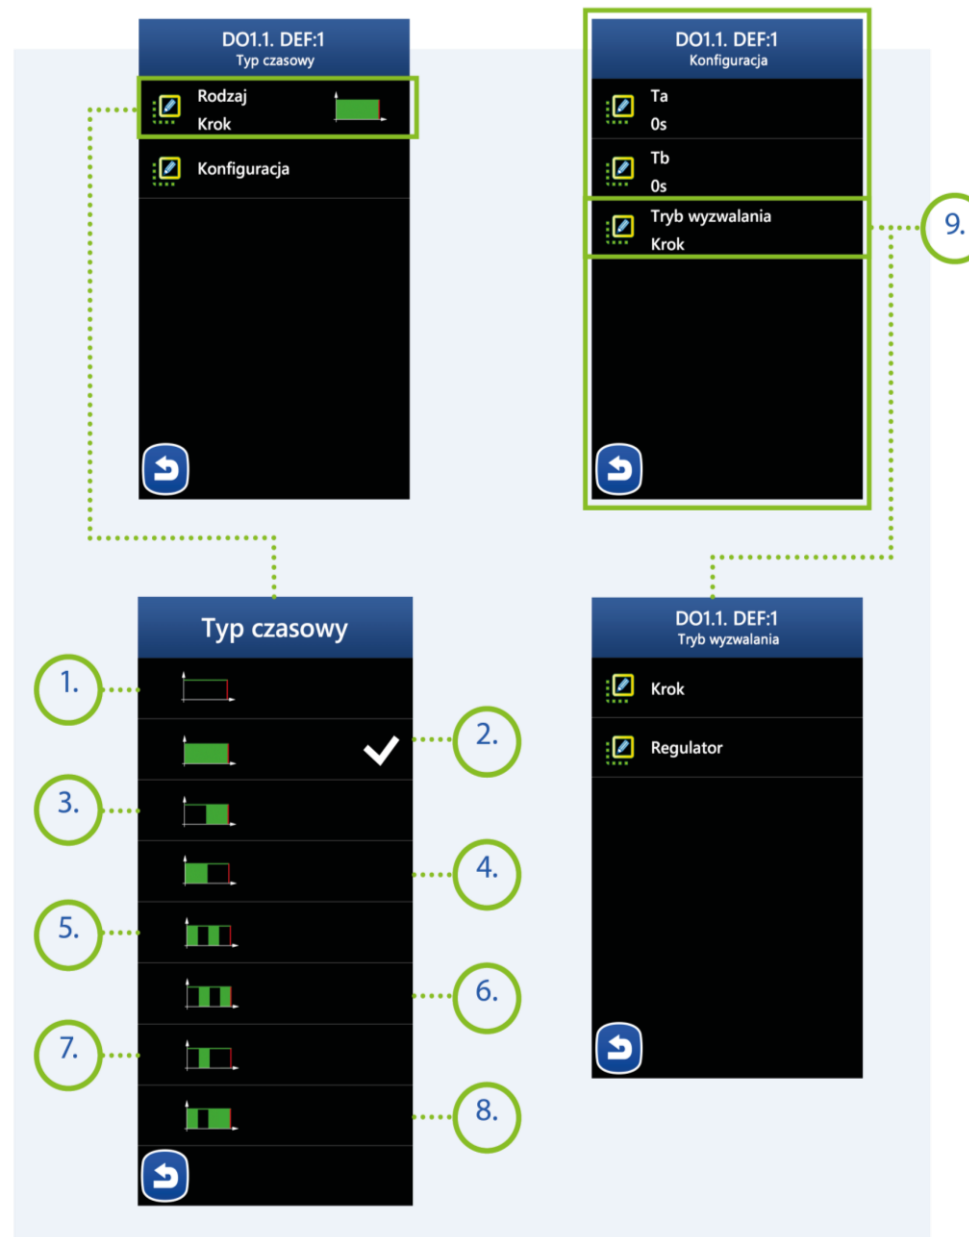 DO1.1. DEF:1
Typ czasowy
Rodzaj
Krok
Konfiguracja
DO1.1. DEF:1
Konfiguracja
Ta
0s
Tb
0s
Tryb wyzwalania
Krok
9.
Typ czasowy
1.
2.
3.
4.
5.
6.
7.
8.
DO1.1. DEF:1
Tryb wyzwalania
Krok
Regulator